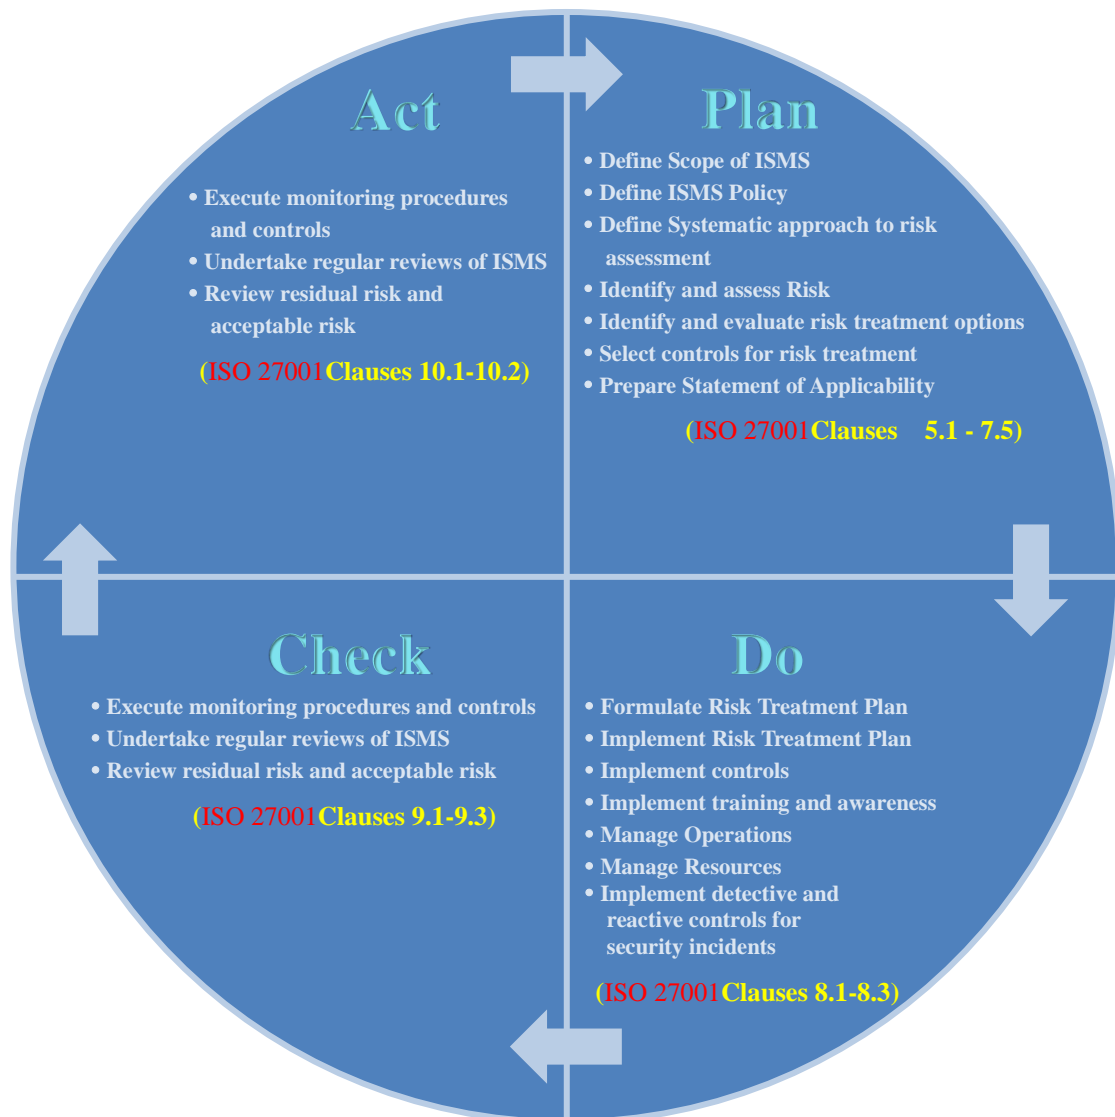 Act
• Execute monitoring procedures
and controls
• Undertake regular reviews of ISMS
• Review residual risk and
acceptable risk
(ISO 27001Clauses 10.1-10.2)
Plan
• Define Scope of ISMS
• Define ISMS Policy
• Define Systematic approach to risk
assessment
• Identify and assess Risk
• Identify and evaluate risk treatment options
• Select controls for risk treatment
• Prepare Statement of Applicability
(ISO 27001Clauses 5.1 - 7.5)
Check
• Execute monitoring procedures and controls
• Undertake regular reviews of ISMS
• Review residual risk and acceptable risk
(ISO 27001Clauses 9.1-9.3)
Do
• Formulate Risk Treatment Plan
• Implement Risk Treatment Plan
• Implement controls
• Implement training and awareness
• Manage Operations
• Manage Resources
• Implement detective and
reactive controls for
security incidents
(ISO 27001Clauses 8.1-8.3)